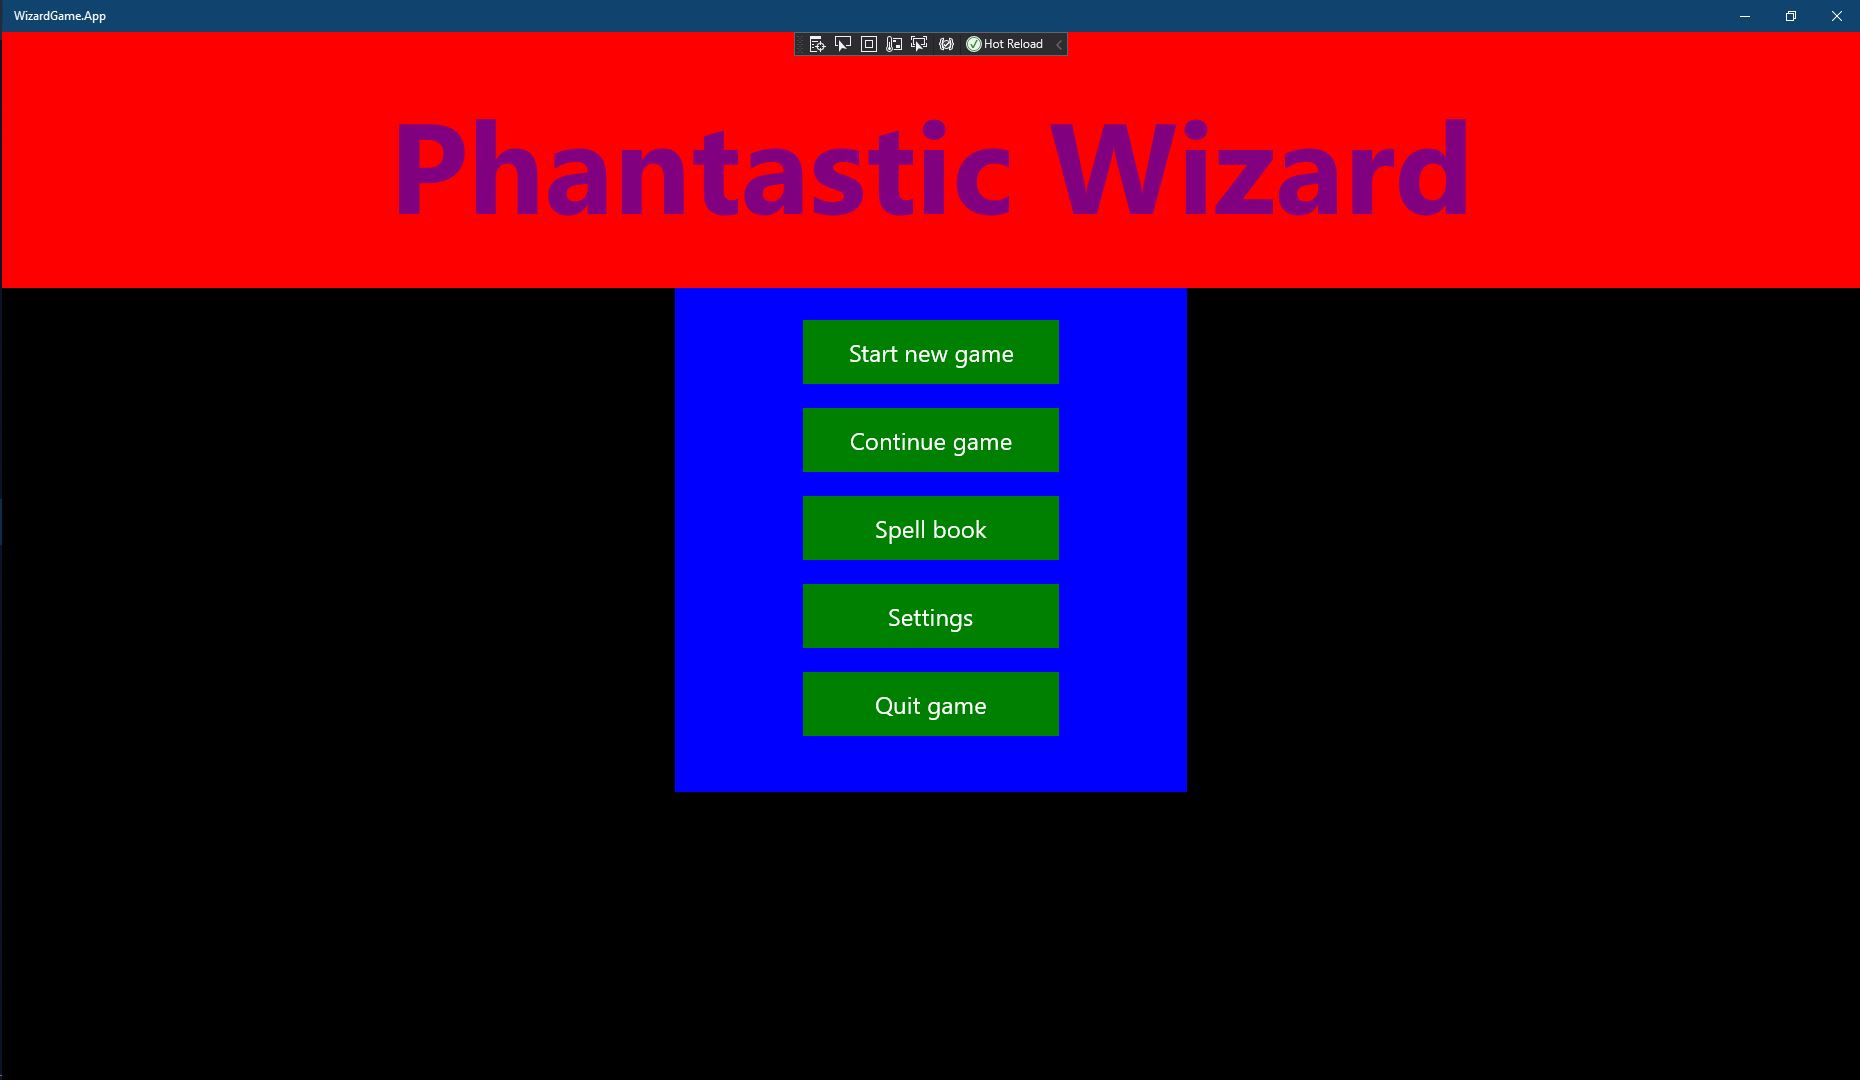 WizardGame.App
Hot Reload
Phantastic Wizard
Start new game
Continue game
Spell book
Settings
Quit game